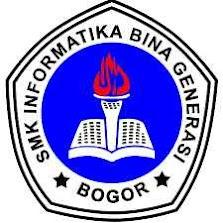 SMK INFORMATIKA BINA GENERASI
BOGOR